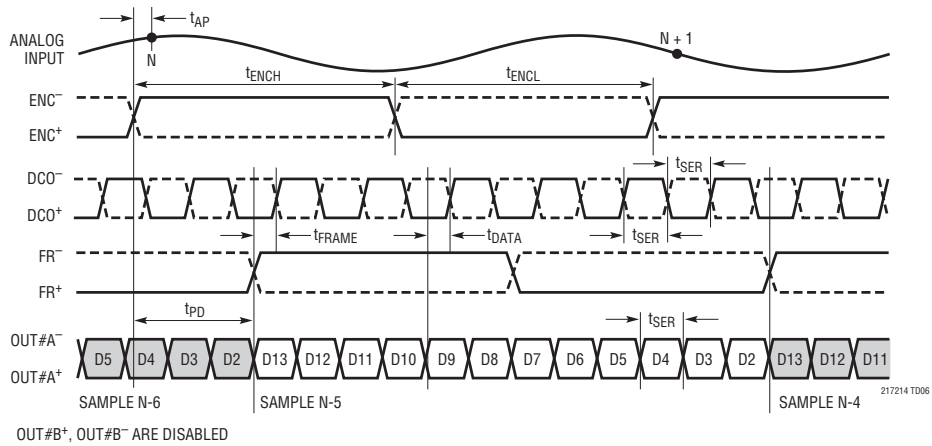 t_AP
ANALOG
INPUT
N
N + 1
t_ENCH
t_ENCL
ENC–
ENC+
DCO–
DCO+
t_SER
t_FRAME
t_DATA
t_SER
FR–
FR+
t_PD
t_SER
OUT#A–
OUT#A+
D5 D4 D3 D2 D13 D12 D11 D10 D9 D8 D7 D6 D5 D4 D3 D2 D13 D12 D11
217214 TD06
SAMPLE N-6 SAMPLE N-5 SAMPLE N-4
OUT#B+, OUT#B– ARE DISABLED